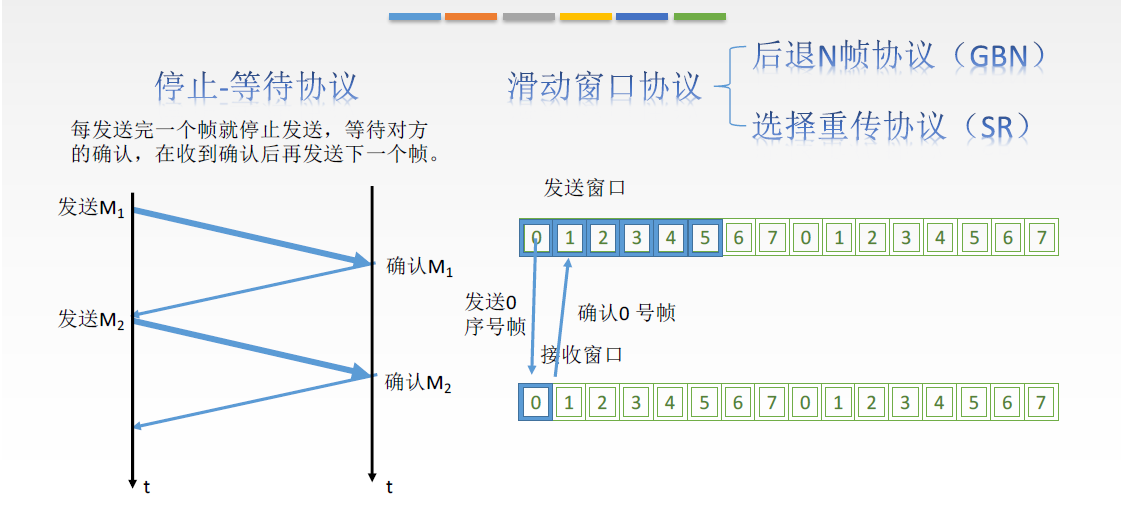 停止-等待协议
每发送完一个帧就停止发送，等待对方
的确认，在收到确认后再发送下一个帧。
发送M1
确认M1
发送M2
确认M2
t
t
滑动窗口协议
后退N帧协议（GBN）
选择重传协议（SR）
发送窗口
0 1 2 3 4 5 6 7 0 1 2 3 4 5 6 7
发送0
序号帧
确认0 号帧
接收窗口
0 1 2 3 4 5 6 7 0 1 2 3 4 5 6 7